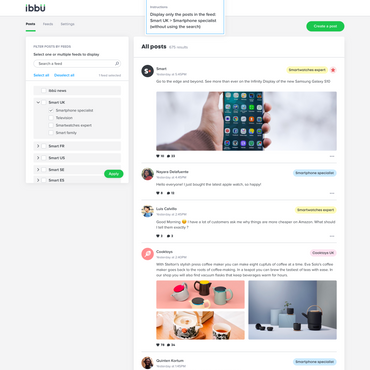 ibbü
Instructions
Display only the posts in the feed:
Smart UK > Smartphone specialist
(without using the search)
Posts
Feeds
Settings
Create a post
FILTER POSTS BY FEEDS
Select one or multiple feeds to display
Search a feed
Select all
Deselect all
1 feed selected
ibbü news
Smart UK
Smartphone specialist
Television
Smartwatches expert
Smart family
Smart FR
Smart US
Smart SE
Smart ES
Apply
All posts
Smart
Smartwatches expert
Go to the edge and beyond. See more than ever on the Infinity Display of the new Samsung Galaxy S10
Nayara Delafuente
Smartphone specialist
Hello everyone! I just bought the latest apple watch, so happy!
Luis Calvillo
Smartwatches expert
Good Morning 😊 I have a lot of customers ask me why things are more cheaper on Amazon. What should
I tell them exactly ?
Cooktoys
Smartphone UK
With Stelton's stylish press coffee maker you can make eight cupfuls of coffee at a time. Eva Solo's coffee
maker goes back to the roots of coffee making. In a largest you can brew the tastiest of teas with ease. In
our shop you will also find vacuum flasks that keep beverages warm for hours.
Quinten Kortum
Smartphone specialist